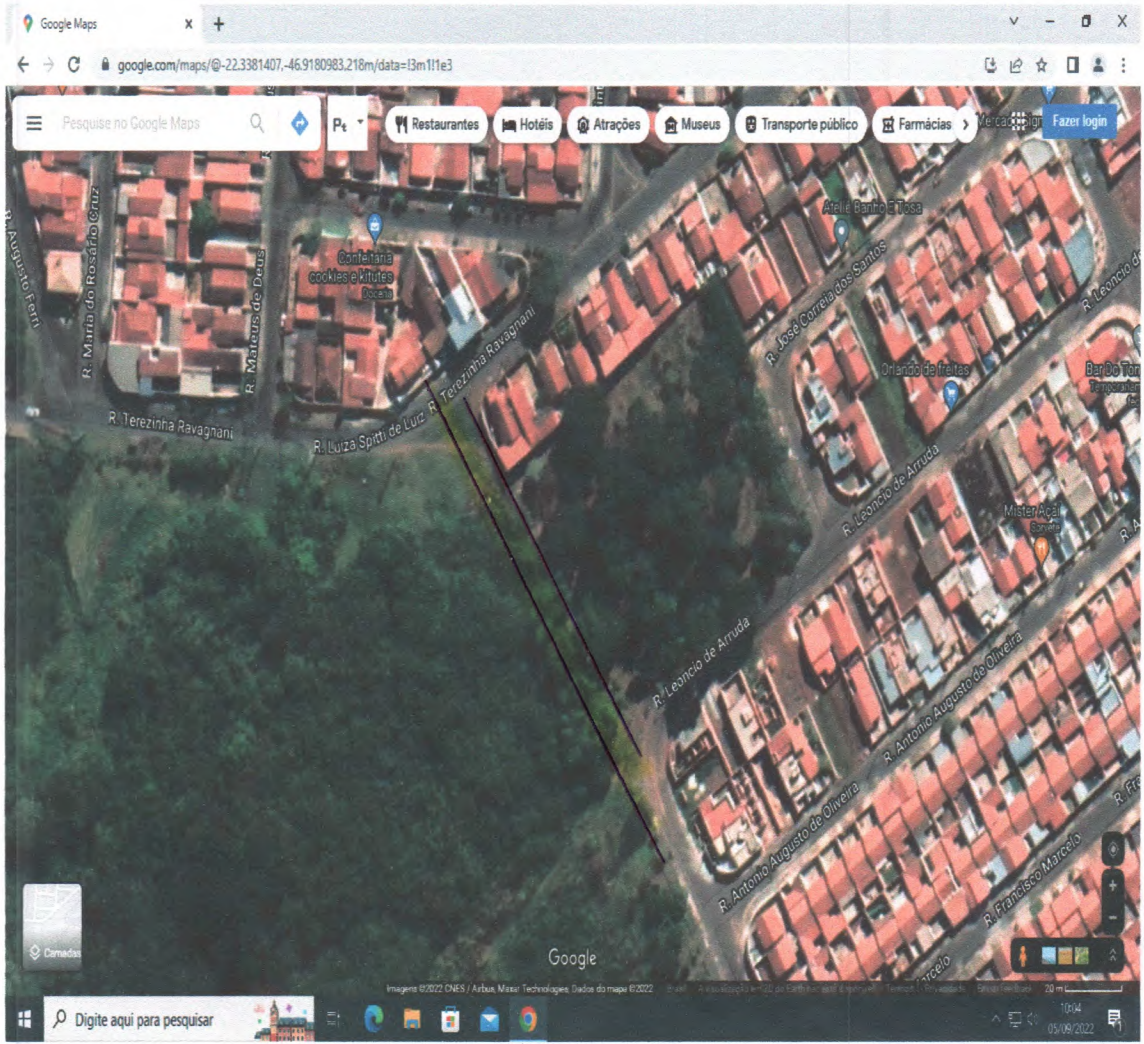 Google Maps
google.com/maps/@-22.3381407,-46.9180983,218m/data=!3m1!1e3
Pesquise no Google Maps
Restaurantes
Hotéis
Atrações
Museus
Transporte público
Farmácias
Fazer login
R. Augusto Ferri
R. Maria do Rosário Cruz
R. Mateus de Deus
Confeitaria
cookies e kitutes
Doceria
Ateliê Banho E Tosa
R. José Correia dos Santos
R. Leoncio de
R. Terezinha Ravagnani
R. Terezinha Ravagnani
R. Luiza Spitti de Luiz
Orlando de freitas
Bar Do Ton
R. Leoncio de Arruda
Mister Açaí
Sorvete
R. Leoncio de Arruda
R. Antonio Augusto de Oliveira
R. Antonio Augusto de Oliveira
R. Francisco Marcelo
R. Fra
Camadas
Google
Imagens ©2022 CNES / Airbus, Maxar Technologies, Dados do mapa ©2022
20 m
Digite aqui para pesquisar
10:04
05/09/2022